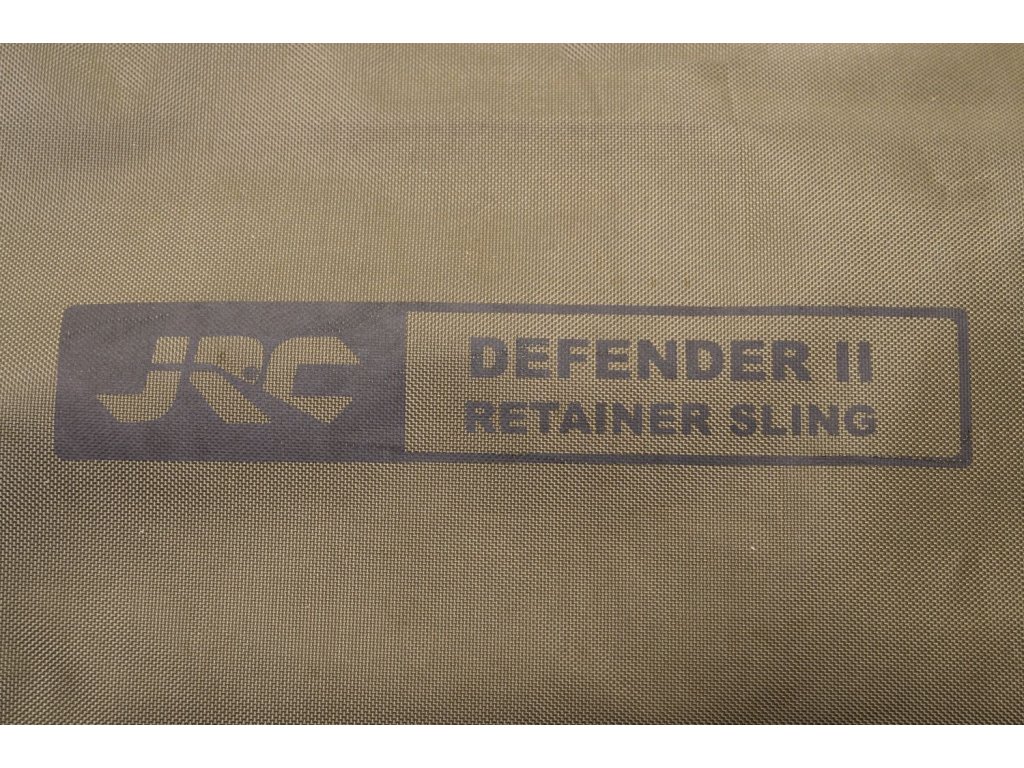 JRC
DEFENDER II
RETAINER SLING